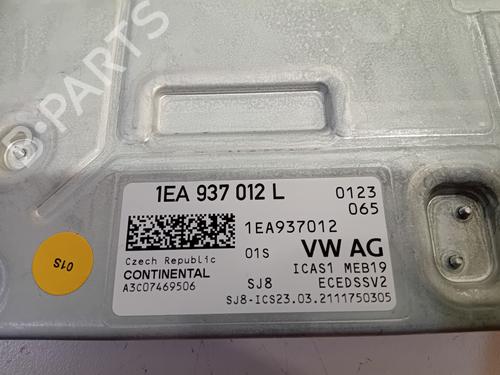 B-PARTS
1EA 937 012 L
0123
065
1EA937012
01S
VW AG
Czech Republic
CONTINENTAL
A3C07469506
ICAS1 MEB19
SJ8
ECEDSSV2
SJ8-ICS23.03.2111750305
01S